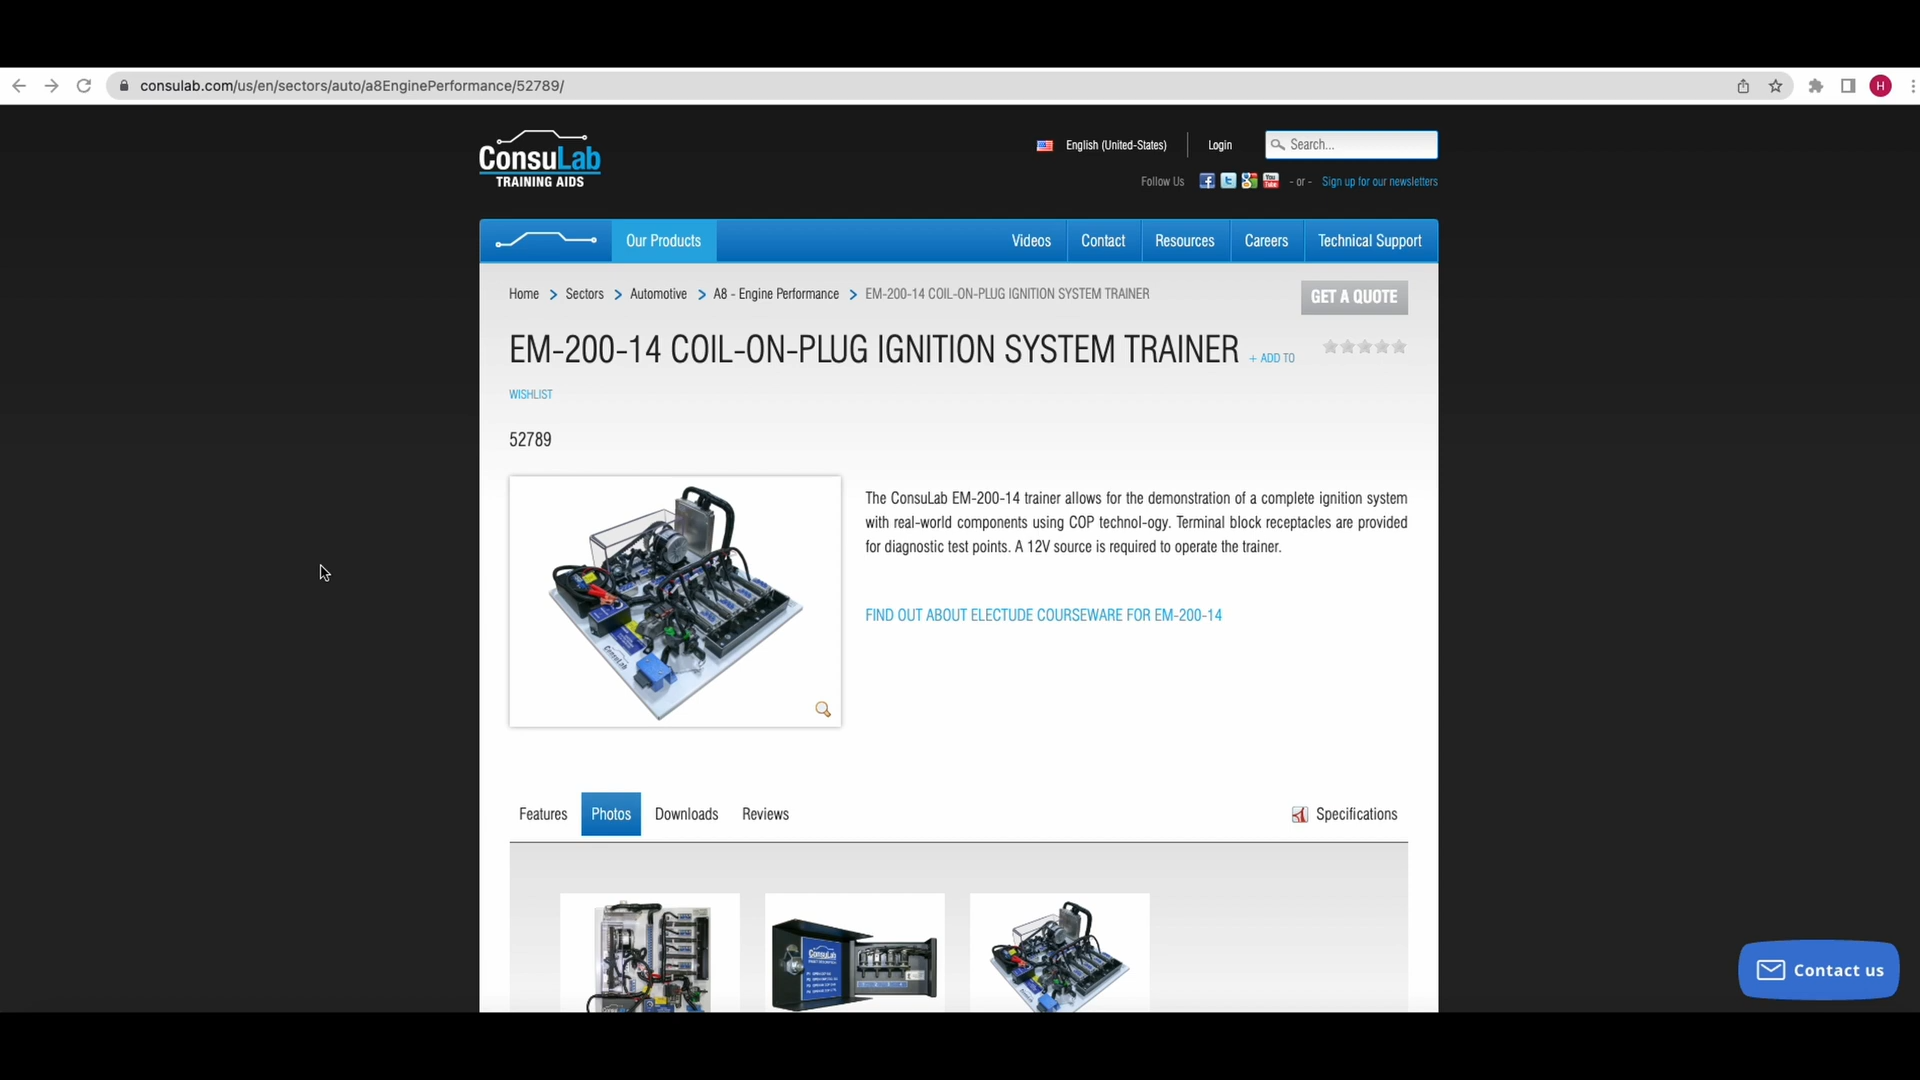 consulab.com/us/en/sectors/auto/a8EnginePerformance/52789/
H
ConsuLab
TRAINING AIDS
English (United-States)
Login
Search...
Follow Us
- or -
Sign up for our newsletters
Our Products
Videos
Contact
Resources
Careers
Technical Support
Home > Sectors > Automotive > A8 - Engine Performance > EM-200-14 COIL-ON-PLUG IGNITION SYSTEM TRAINER
GET A QUOTE
EM-200-14 COIL-ON-PLUG IGNITION SYSTEM TRAINER + ADD TO
WISHLIST
52789
The ConsuLab EM-200-14 trainer allows for the demonstration of a complete ignition system
with real-world components using COP technol-ogy. Terminal block receptacles are provided
for diagnostic test points. A 12V source is required to operate the trainer.
FIND OUT ABOUT ELECTUDE COURSEWARE FOR EM-200-14
ConsuLab
Features
Photos
Downloads
Reviews
Specifications
ConsuLab
Contact us